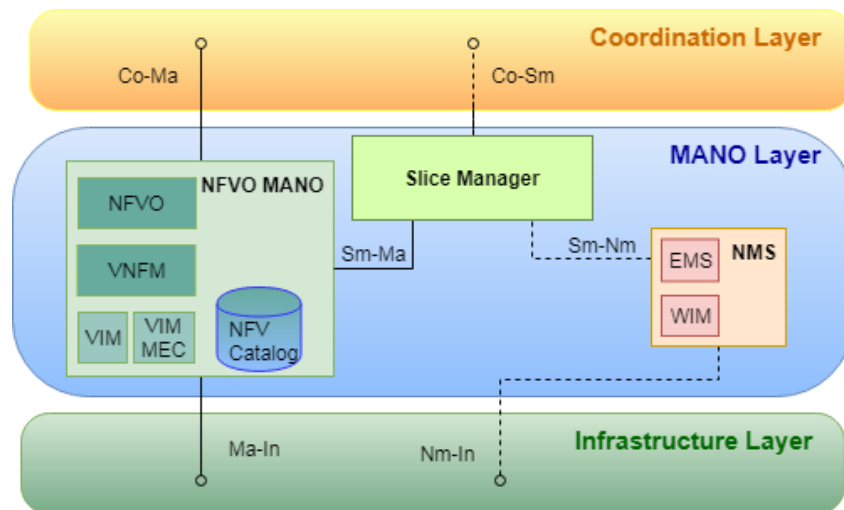 Coordination Layer
Co-Ma
Co-Sm
MANO Layer
NFVO MANO
Slice Manager
NFVO
Sm-Ma
Sm-Nm
NMS
VNFM
EMS
VIM
VIM
MEC
NFV
Catalog
WIM
Infrastructure Layer
Ma-In
Nm-In